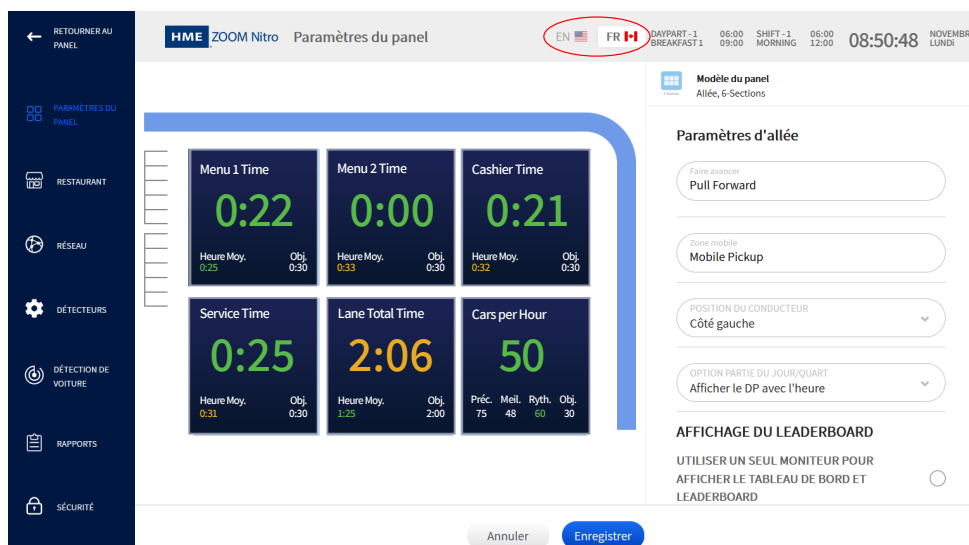 RETOURNER AU
PANEL
HME ZOOM Nitro Paramètres du panel
EN FR
DAYPART - 1 06:00 SHIFT - 1 06:00
BREAKFAST 1 09:00 MORNING 12:00
08:50:48
NOVEMBR
LUNDI
PARAMÈTRES DU
PANEL
RESTAURANT
RÉSEAU
DÉTECTEURS
DÉTECTION DE
VOITURE
RAPPORTS
SÉCURITÉ
Menu 1 Time
0:22
Heure Moy. Obj.
0:25 0:30
Menu 2 Time
0:00
Heure Moy. Obj.
0:33 0:30
Cashier Time
0:21
Heure Moy. Obj.
0:32 0:30
Service Time
0:25
Heure Moy. Obj.
0:31 0:30
Lane Total Time
2:06
Heure Moy. Obj.
1:25 2:00
Cars per Hour
50
Préc. Meil. Ryth. Obj.
75 48 60 30
Modèle du panel
Allée, 6-Sections
Paramètres d'allée
Faire avancer
Pull Forward
Zone mobile
Mobile Pickup
POSITION DU CONDUCTEUR
Côté gauche
OPTION PARTIE DU JOUR/QUART
Afficher le DP avec l'heure
AFFICHAGE DU LEADERBOARD
UTILISER UN SEUL MONITEUR POUR
AFFICHER LE TABLEAU DE BORD ET
LEADERBOARD
Annuler Enregistrer